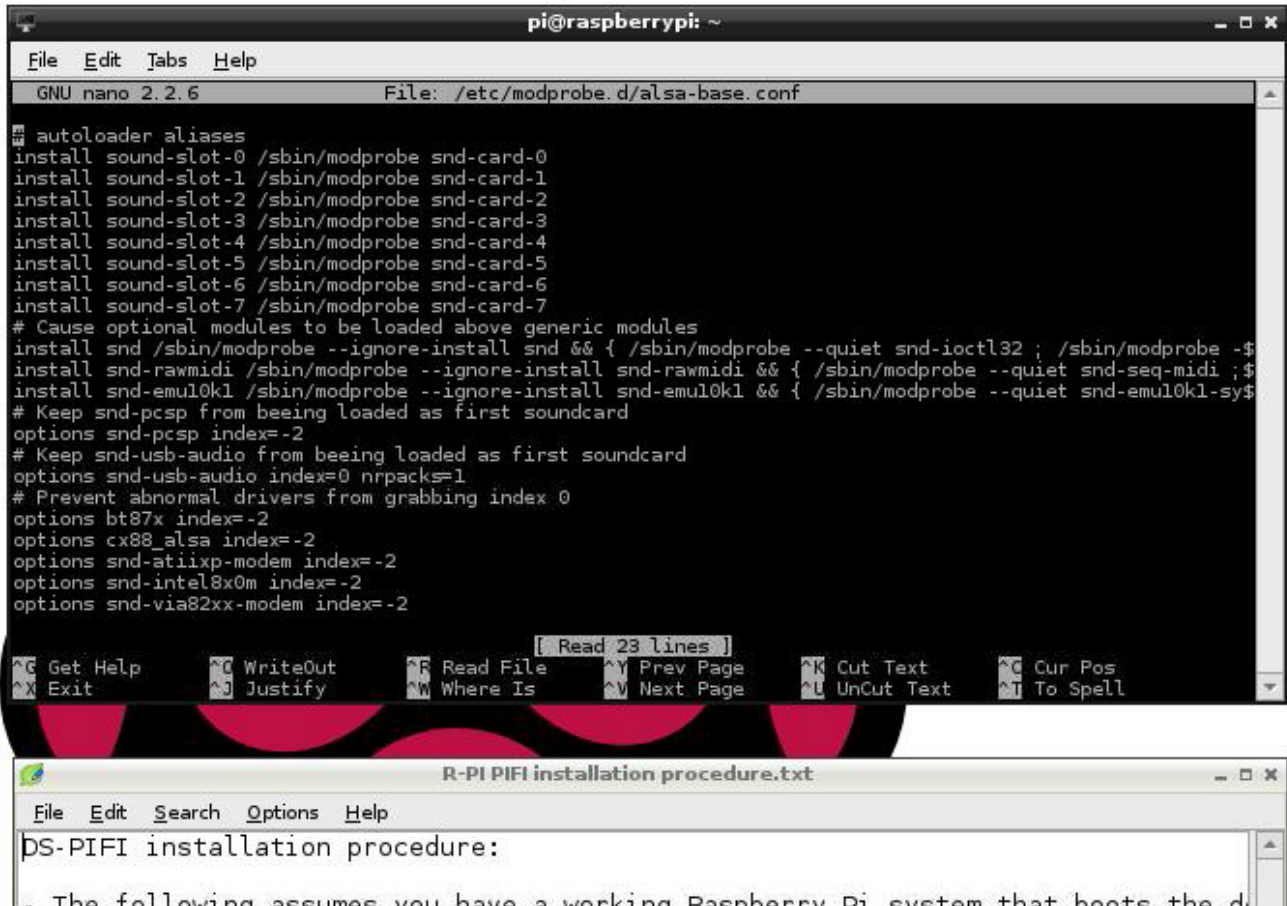 pi@raspberrypi: ~
File Edit Tabs Help
GNU nano 2.2.6 File: /etc/modprobe.d/alsa-base.conf
# autoloader aliases
install sound-slot-0 /sbin/modprobe snd-card-0
install sound-slot-1 /sbin/modprobe snd-card-1
install sound-slot-2 /sbin/modprobe snd-card-2
install sound-slot-3 /sbin/modprobe snd-card-3
install sound-slot-4 /sbin/modprobe snd-card-4
install sound-slot-5 /sbin/modprobe snd-card-5
install sound-slot-6 /sbin/modprobe snd-card-6
install sound-slot-7 /sbin/modprobe snd-card-7
# Cause optional modules to be loaded above generic modules
install snd /sbin/modprobe --ignore-install snd && { /sbin/modprobe --quiet snd-ioctl32 ; /sbin/modprobe -$
install snd-rawmidi /sbin/modprobe --ignore-install snd-rawmidi && { /sbin/modprobe --quiet snd-seq-midi ;$
install snd-emu10k1 /sbin/modprobe --ignore-install snd-emu10k1 && { /sbin/modprobe --quiet snd-emu10k1-sy$
# Keep snd-pcsp from beeing loaded as first soundcard
options snd-pcsp index=-2
# Keep snd-usb-audio from beeing loaded as first soundcard
options snd-usb-audio index=0 nrpacks=1
# Prevent abnormal drivers from grabbing index 0
options bt87x index=-2
options cx88_alsa index=-2
options snd-atiixp-modem index=-2
options snd-intel8x0m index=-2
options snd-via82xx-modem index=-2
[ Read 23 lines ]
^G Get Help ^O WriteOut ^R Read File ^Y Prev Page ^K Cut Text ^C Cur Pos
^X Exit ^J Justify ^W Where Is ^V Next Page ^U UnCut Text ^T To Spell
R-PI PIFI installation procedure.txt
File Edit Search Options Help
DS-PIFI installation procedure:
- The following assumes you have a working Raspberry Pi system that boots the